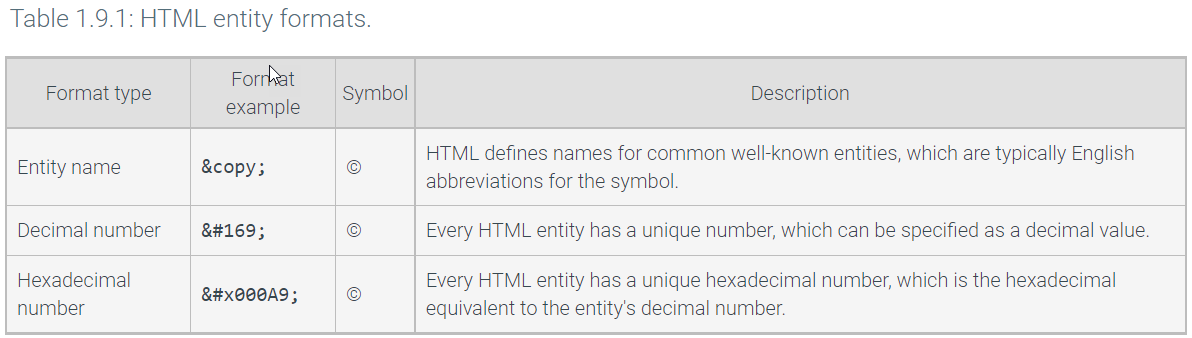 Table 1.9.1: HTML entity formats.
Format type
Format
example
Symbol
Description
Entity name
&copy;
©
HTML defines names for common well-known entities, which are typically English
abbreviations for the symbol.
Decimal number
&#169;
©
Every HTML entity has a unique number, which can be specified as a decimal value.
Hexadecimal
number
&#x000A9;
©
Every HTML entity has a unique hexadecimal number, which is the hexadecimal
equivalent to the entity's decimal number.